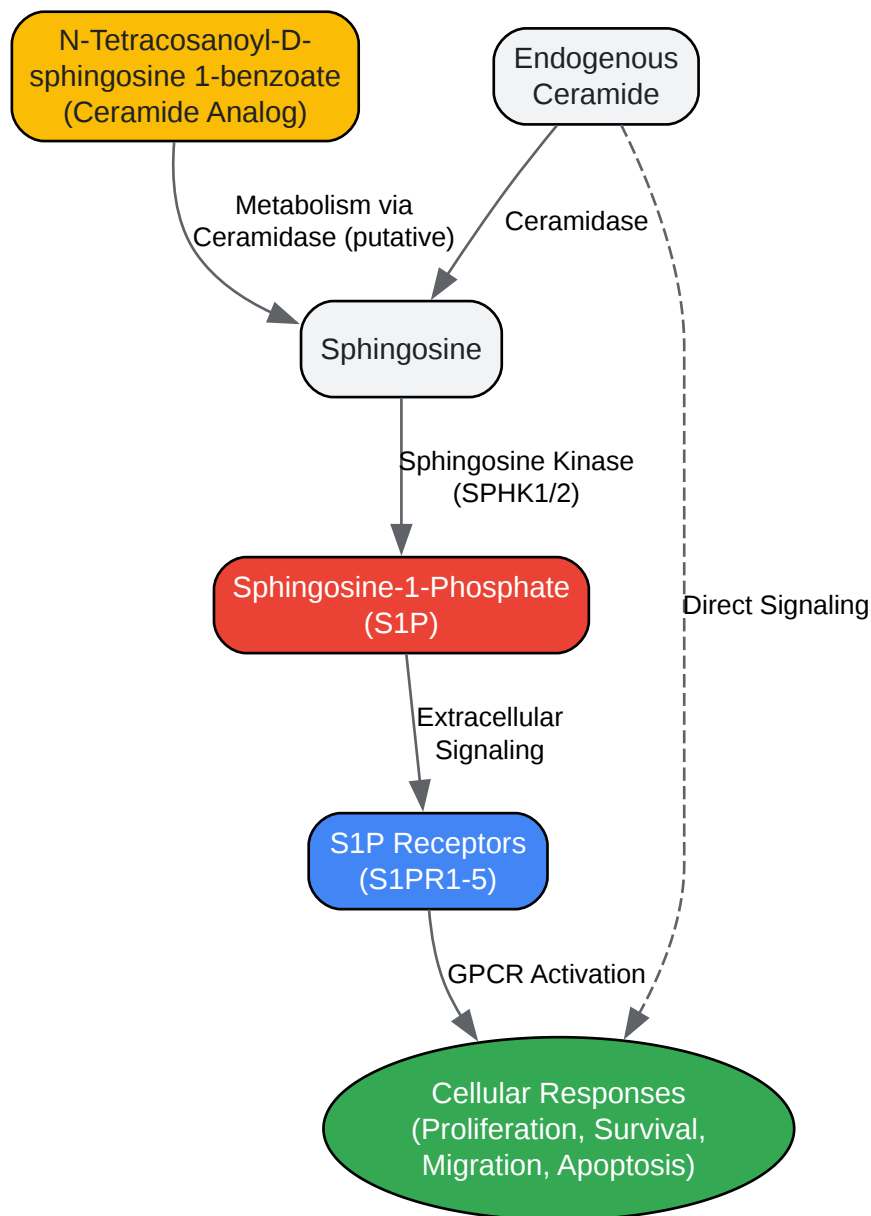 N-Tetracosanoyl-D-
sphingosine 1-benzoate
(Ceramide Analog)
Endogenous
Ceramide
Metabolism via
Ceramidase (putative)
Ceramidase
Sphingosine
Sphingosine Kinase
(SPHK1/2)
Sphingosine-1-Phosphate
(S1P)
Direct Signaling
Extracellular
Signaling
S1P Receptors
(S1PR1-5)
GPCR Activation
Cellular Responses
(Proliferation, Survival,
Migration, Apoptosis)